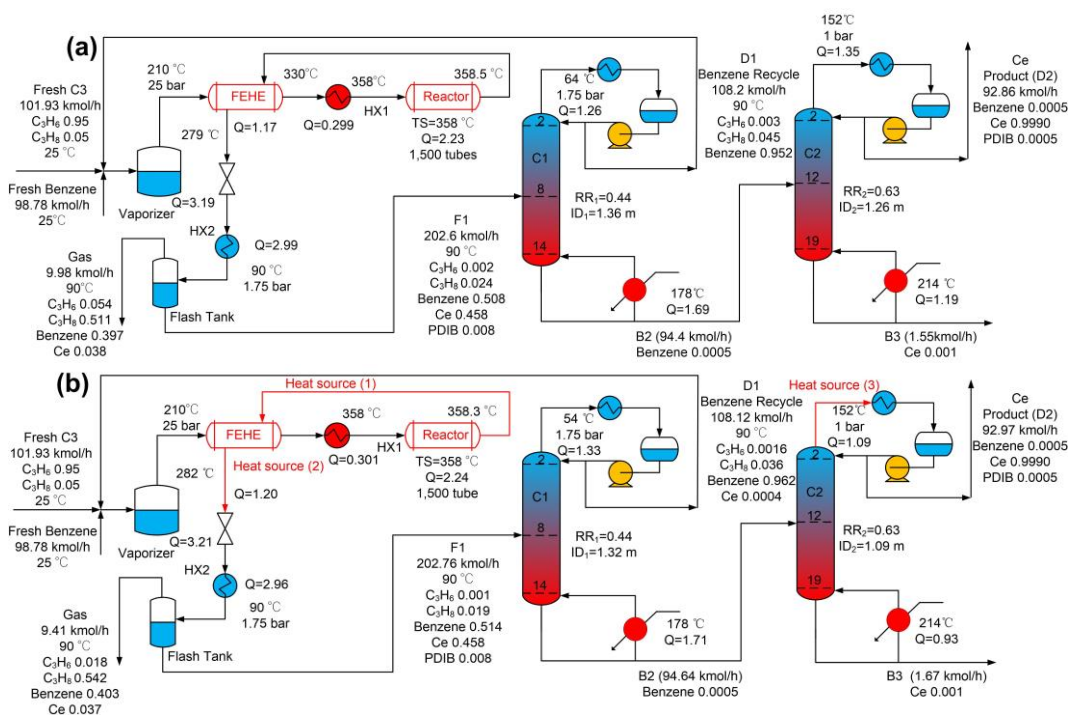 (a)
Fresh C3
101.93 kmol/h
C₃H₆ 0.95
C₃H₈ 0.05
25 ℃
Fresh Benzene
98.78 kmol/h
25℃
Vaporizer
210 ℃
25 bar
FEHE
330℃
Q=1.17
279 ℃
358℃
HX1
Q=0.299
358.5 ℃
Reactor
TS=358 ℃
Q=2.23
1,500 tubes
Q=3.19
HX2
Q=2.99
90 ℃
1.75 bar
Flash Tank
Gas
9.98 kmol/h
90℃
C₃H₆ 0.054
C₃H₈ 0.511
Benzene 0.397
Ce 0.038
F1
202.6 kmol/h
90 ℃
C₃H₆ 0.002
C₃H₈ 0.024
Benzene 0.508
Ce 0.458
PDIB 0.008
64 ℃
1.75 bar
Q=1.26
2
C1
8
14
RR₁=0.44
ID₁=1.36 m
178℃
Q=1.69
B2 (94.4 kmol/h)
Benzene 0.0005
D1
Benzene Recycle
108.2 kmol/h
90 ℃
C₃H₆ 0.003
C₃H₈ 0.045
Benzene 0.952
152℃
1 bar
Q=1.35
2
C2
12
19
RR₂=0.63
ID₂=1.26 m
214 ℃
Q=1.19
B3 (1.55kmol/h)
Ce 0.001
Ce
Product (D2)
92.86 kmol/h
Benzene 0.0005
Ce 0.9990
PDIB 0.0005
(b)
Heat source (1)
Fresh C3
101.93 kmol/h
C₃H₆ 0.95
C₃H₈ 0.05
25 ℃
Fresh Benzene
98.78 kmol/h
25 ℃
Vaporizer
210℃
25 bar
FEHE
282 ℃
Heat source (2)
Q=1.20
358 ℃
HX1
Q=0.301
358.3 ℃
Reactor
TS=358 ℃
Q=2.24
1,500 tube
Q=3.21
HX2
Q=2.96
90 ℃
1.75 bar
Flash Tank
Gas
9.41 kmol/h
90 ℃
C₃H₆ 0.018
C₃H₈ 0.542
Benzene 0.403
Ce 0.037
F1
202.76 kmol/h
90 ℃
C₃H₆ 0.001
C₃H₈ 0.019
Benzene 0.514
Ce 0.458
PDIB 0.008
54 ℃
1.75 bar
Q=1.33
2
C1
8
14
RR₁=0.44
ID₁=1.32 m
178 ℃
Q=1.71
B2 (94.64 kmol/h)
Benzene 0.0005
D1
Benzene Recycle
108.12 kmol/h
90 ℃
C₃H₆ 0.0016
C₃H₈ 0.036
Benzene 0.962
Ce 0.0004
Heat source (3)
152℃
1 bar
Q=1.09
2
C2
12
19
RR₂=0.63
ID₂=1.09 m
214℃
Q=0.93
B3 (1.67 kmol/h)
Ce 0.001
Ce
Product (D2)
92.97 kmol/h
Benzene 0.0005
Ce 0.9990
PDIB 0.0005